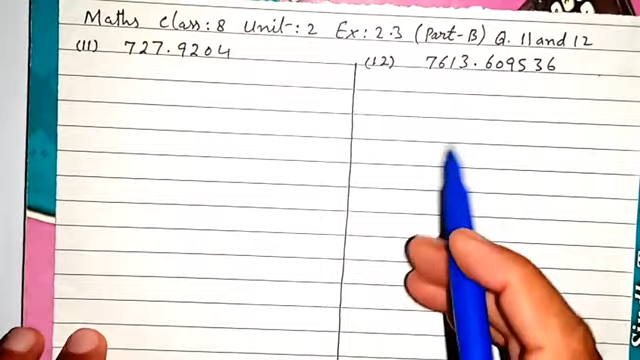 Maths Class: 8 Unit-: 2 Ex: 2.3 (Part-B) Q. 11 and 12
(11) 727.9204
(12) 7613.609536